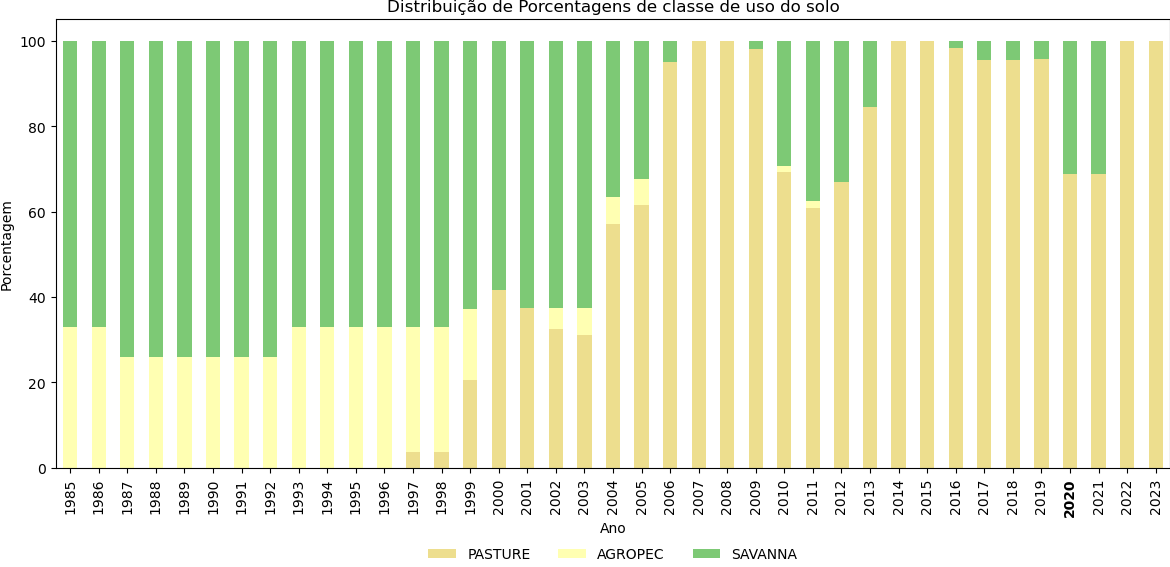 Distribuição de Porcentagens de classe de uso do solo
Porcentagem
100
80
60
40
20
0
1985 1986 1987 1988 1989 1990 1991 1992 1993 1994 1995 1996 1997 1998 1999 2000 2001 2002 2003 2004 2005 2006 2007 2008 2009 2010 2011 2012 2013 2014 2015 2016 2017 2018 2019 2020 2021 2022 2023
Ano
PASTURE AGROPEC SAVANNA